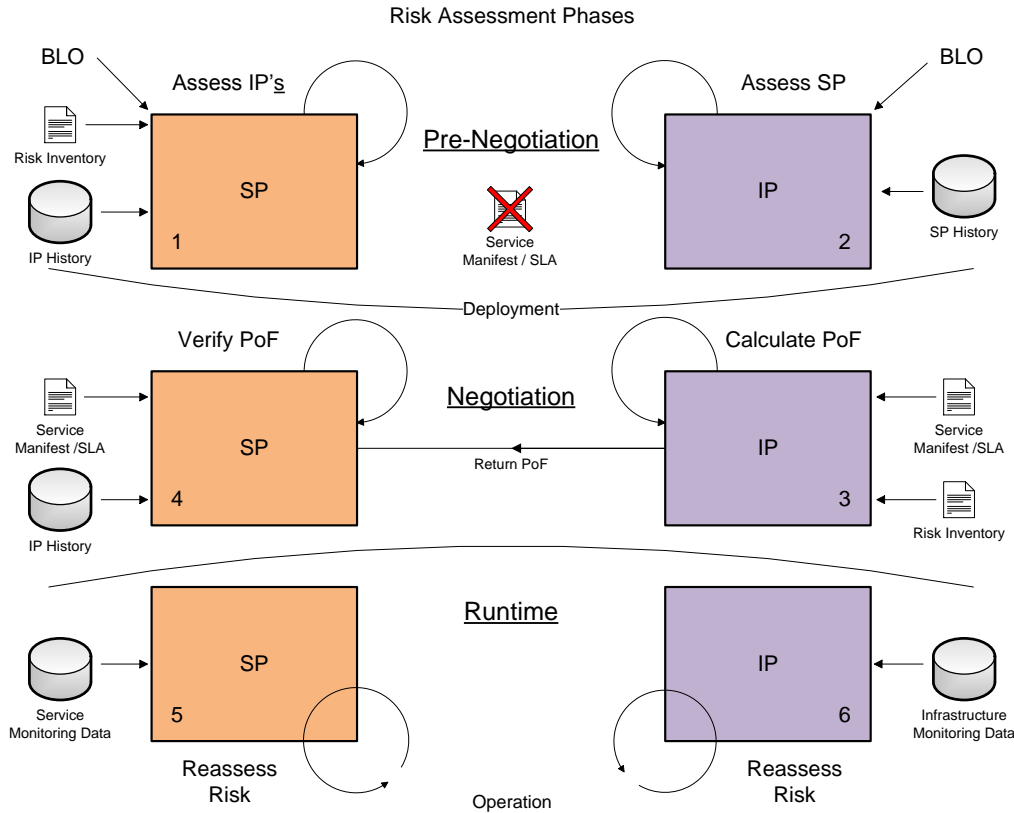 Risk Assessment Phases
BLO
Assess IP's
Assess SP
BLO
Risk Inventory
Pre-Negotiation
SP
IP
IP History
1
Service
Manifest / SLA
2
SP History
Deployment
Verify PoF
Calculate PoF
Service
Manifest /SLA
Negotiation
Service
Manifest /SLA
SP
Return PoF
IP
IP History
4
3
Risk Inventory
Runtime
SP
IP
Service
Monitoring Data
5
6
Infrastructure
Monitoring Data
Reassess
Risk
Reassess
Risk
Operation